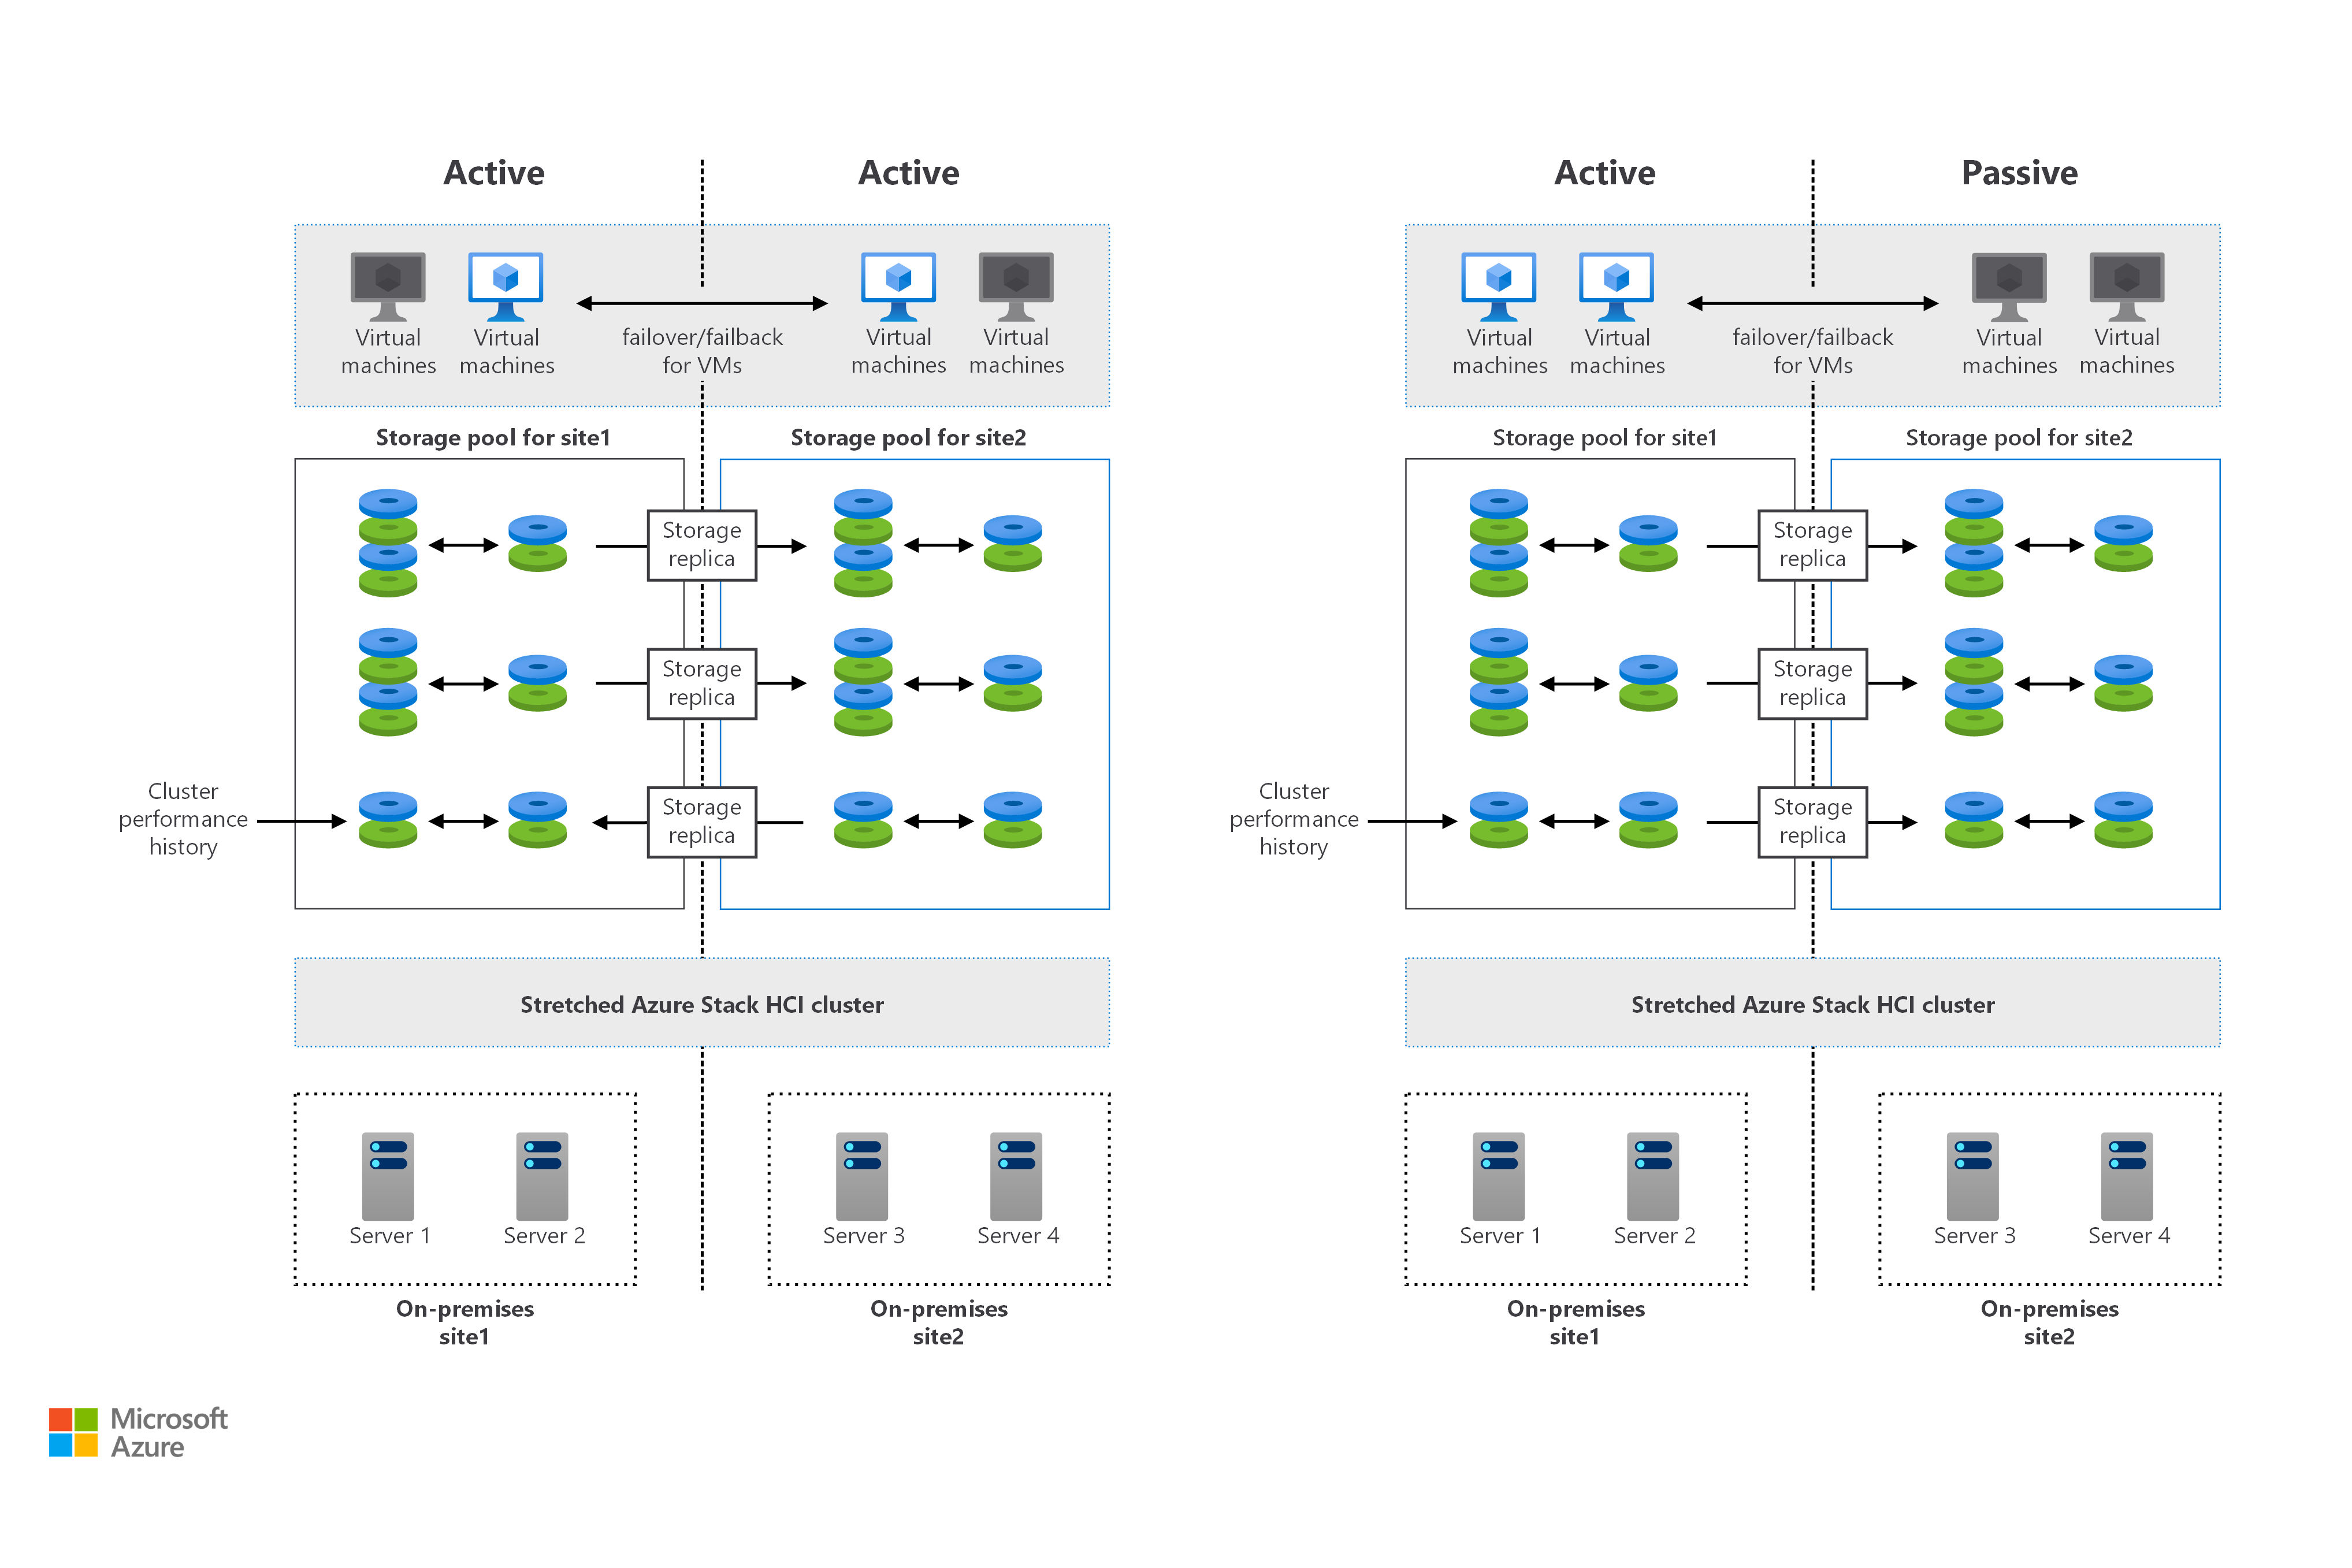 Active
Active
Virtual
machines
Virtual
machines
failover/failback
for VMs
Virtual
machines
Virtual
machines
Storage pool for site1
Storage pool for site2
Storage
replica
Storage
replica
Cluster
performance
history
Storage
replica
Stretched Azure Stack HCI cluster
Server 1
Server 2
Server 3
Server 4
On-premises
site1
On-premises
site2
Active
Passive
Virtual
machines
Virtual
machines
failover/failback
for VMs
Virtual
machines
Virtual
machines
Storage pool for site1
Storage pool for site2
Storage
replica
Storage
replica
Cluster
performance
history
Storage
replica
Stretched Azure Stack HCI cluster
Server 1
Server 2
Server 3
Server 4
On-premises
site1
On-premises
site2
Microsoft
Azure